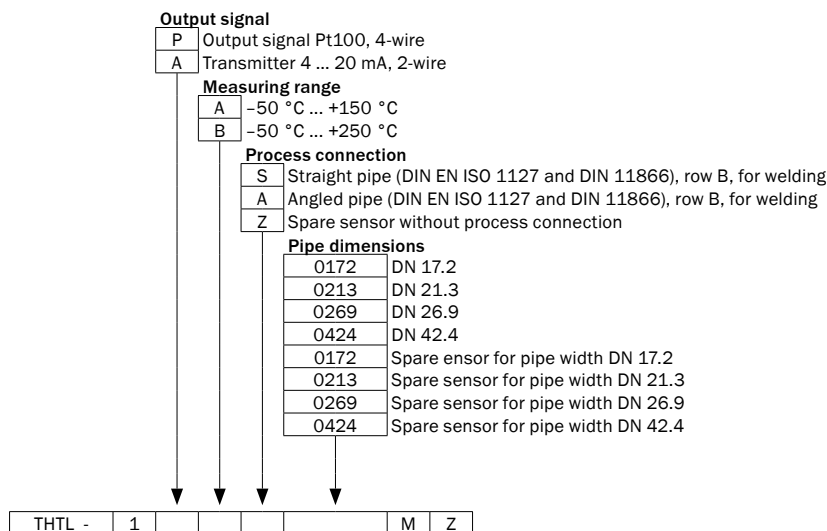 Output signal
P Output signal Pt100, 4-wire
A Transmitter 4 ... 20 mA, 2-wire
Measuring range
A –50 °C ... +150 °C
B –50 °C ... +250 °C
Process connection
S Straight pipe (DIN EN ISO 1127 and DIN 11866), row B, for welding
A Angled pipe (DIN EN ISO 1127 and DIN 11866), row B, for welding
Z Spare sensor without process connection
Pipe dimensions
0172 DN 17.2
0213 DN 21.3
0269 DN 26.9
0424 DN 42.4
0172 Spare ensor for pipe width DN 17.2
0213 Spare sensor for pipe width DN 21.3
0269 Spare sensor for pipe width DN 26.9
0424 Spare sensor for pipe width DN 42.4
THTL - 1 M Z